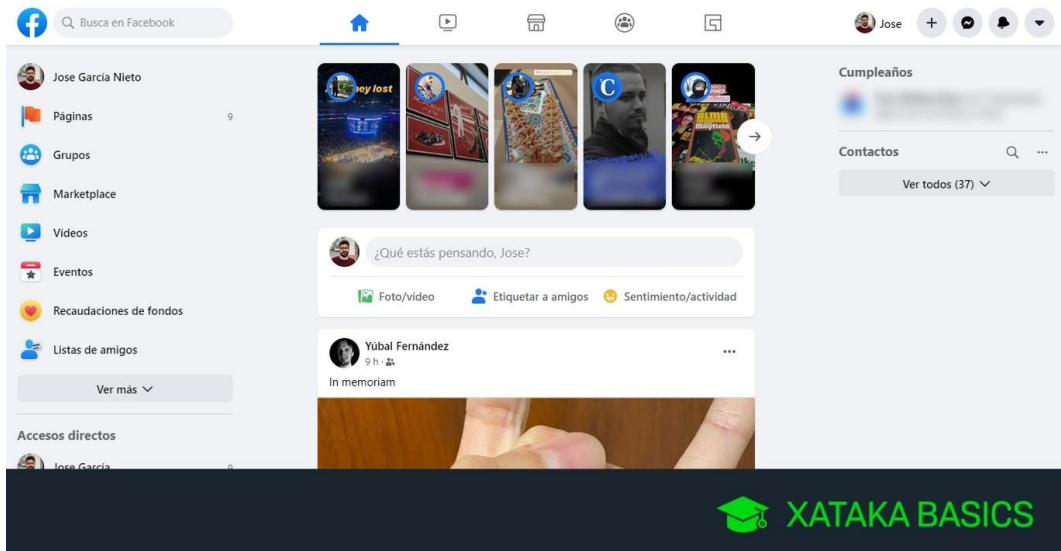 Busca en Facebook
Jose
Jose García Nieto
Páginas 9
Grupos
Marketplace
Vídeos
Eventos
Recaudaciones de fondos
Listas de amigos
Ver más
Accesos directos
Jose García 9
ney lost
C
¿Qué estás pensando, Jose?
Foto/vídeo Etiquetar a amigos Sentimiento/actividad
Yúbal Fernández
9 h ·
In memoriam
Cumpleaños
Contactos
Ver todos (37)
XATAKA BASICS